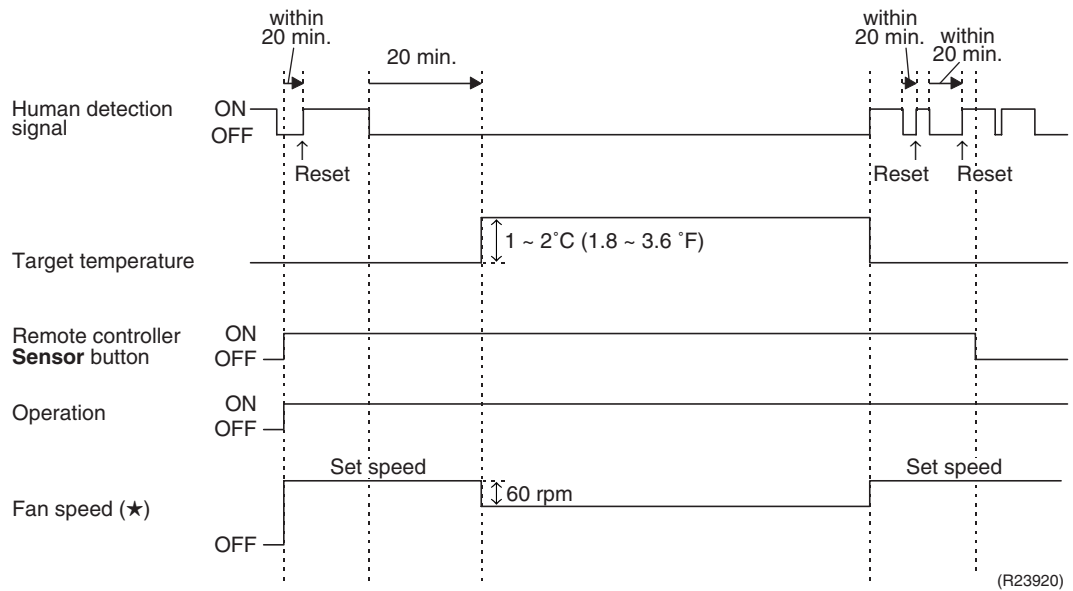 within
20 min.
20 min.
within
20 min.
within
20 min.
Human detection
signal
ON
OFF
Reset
Reset
Reset
Target temperature
1 ~ 2˚C (1.8 ~ 3.6 ˚F)
Remote controller
Sensor button
ON
OFF
Operation
ON
OFF
Set speed
Set speed
Fan speed (★)
60 rpm
OFF
(R23920)